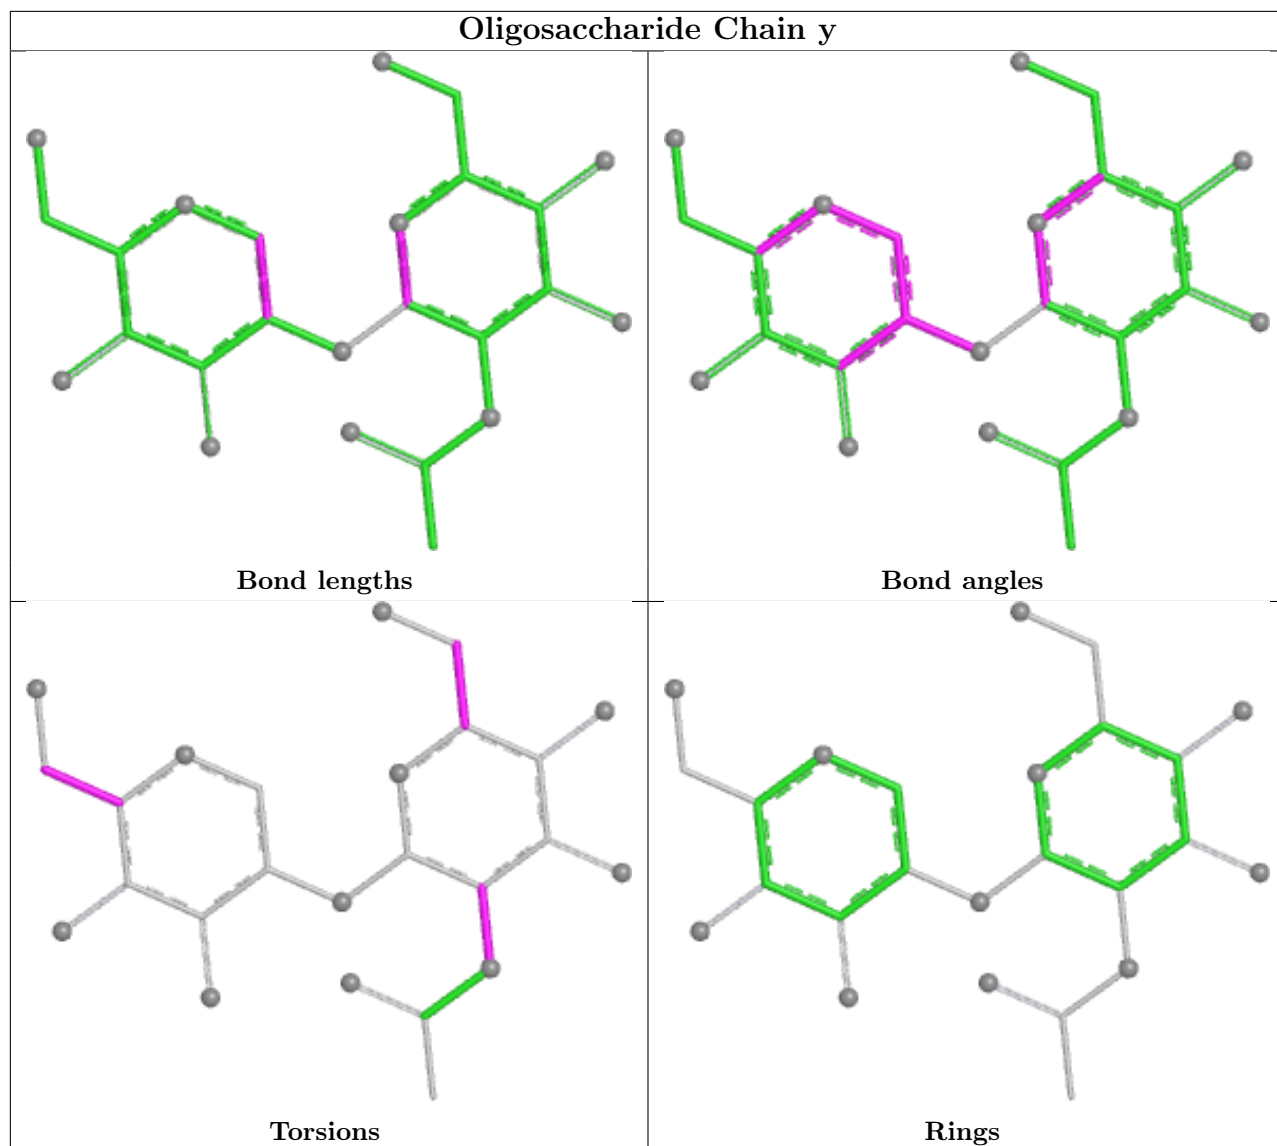 Oligosaccharide Chain y
Bond lengths
Bond angles
Torsions
Rings